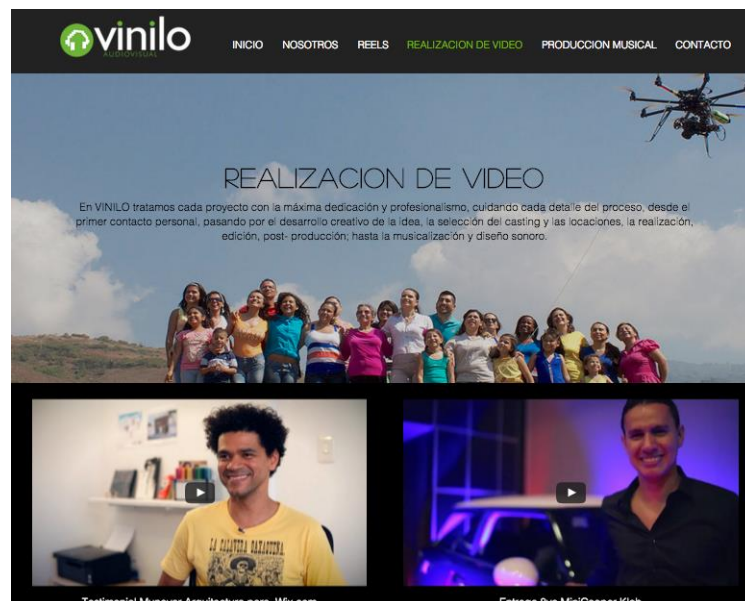 vinilo
AUDIOVISUAL
INICIO NOSOTROS REELS REALIZACION DE VIDEO PRODUCCION MUSICAL CONTACTO
REALIZACION DE VIDEO
En VINILO tratamos cada proyecto con la máxima dedicación y profesionalismo, cuidando cada detalle del proceso, desde el
primer contacto personal, pasando por el desarrollo creativo de la idea, la selección del casting y las locaciones, la realización,
edición, post- producción; hasta la musicalización y diseño sonoro.
LA CALAVERA OAXAQUEÑA